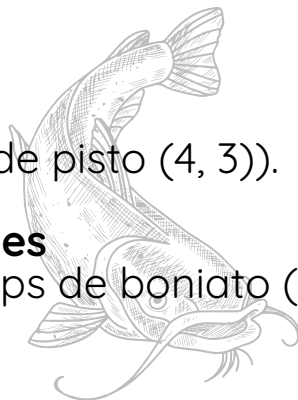 de pisto (4, 3)).
es
ps de boniato (